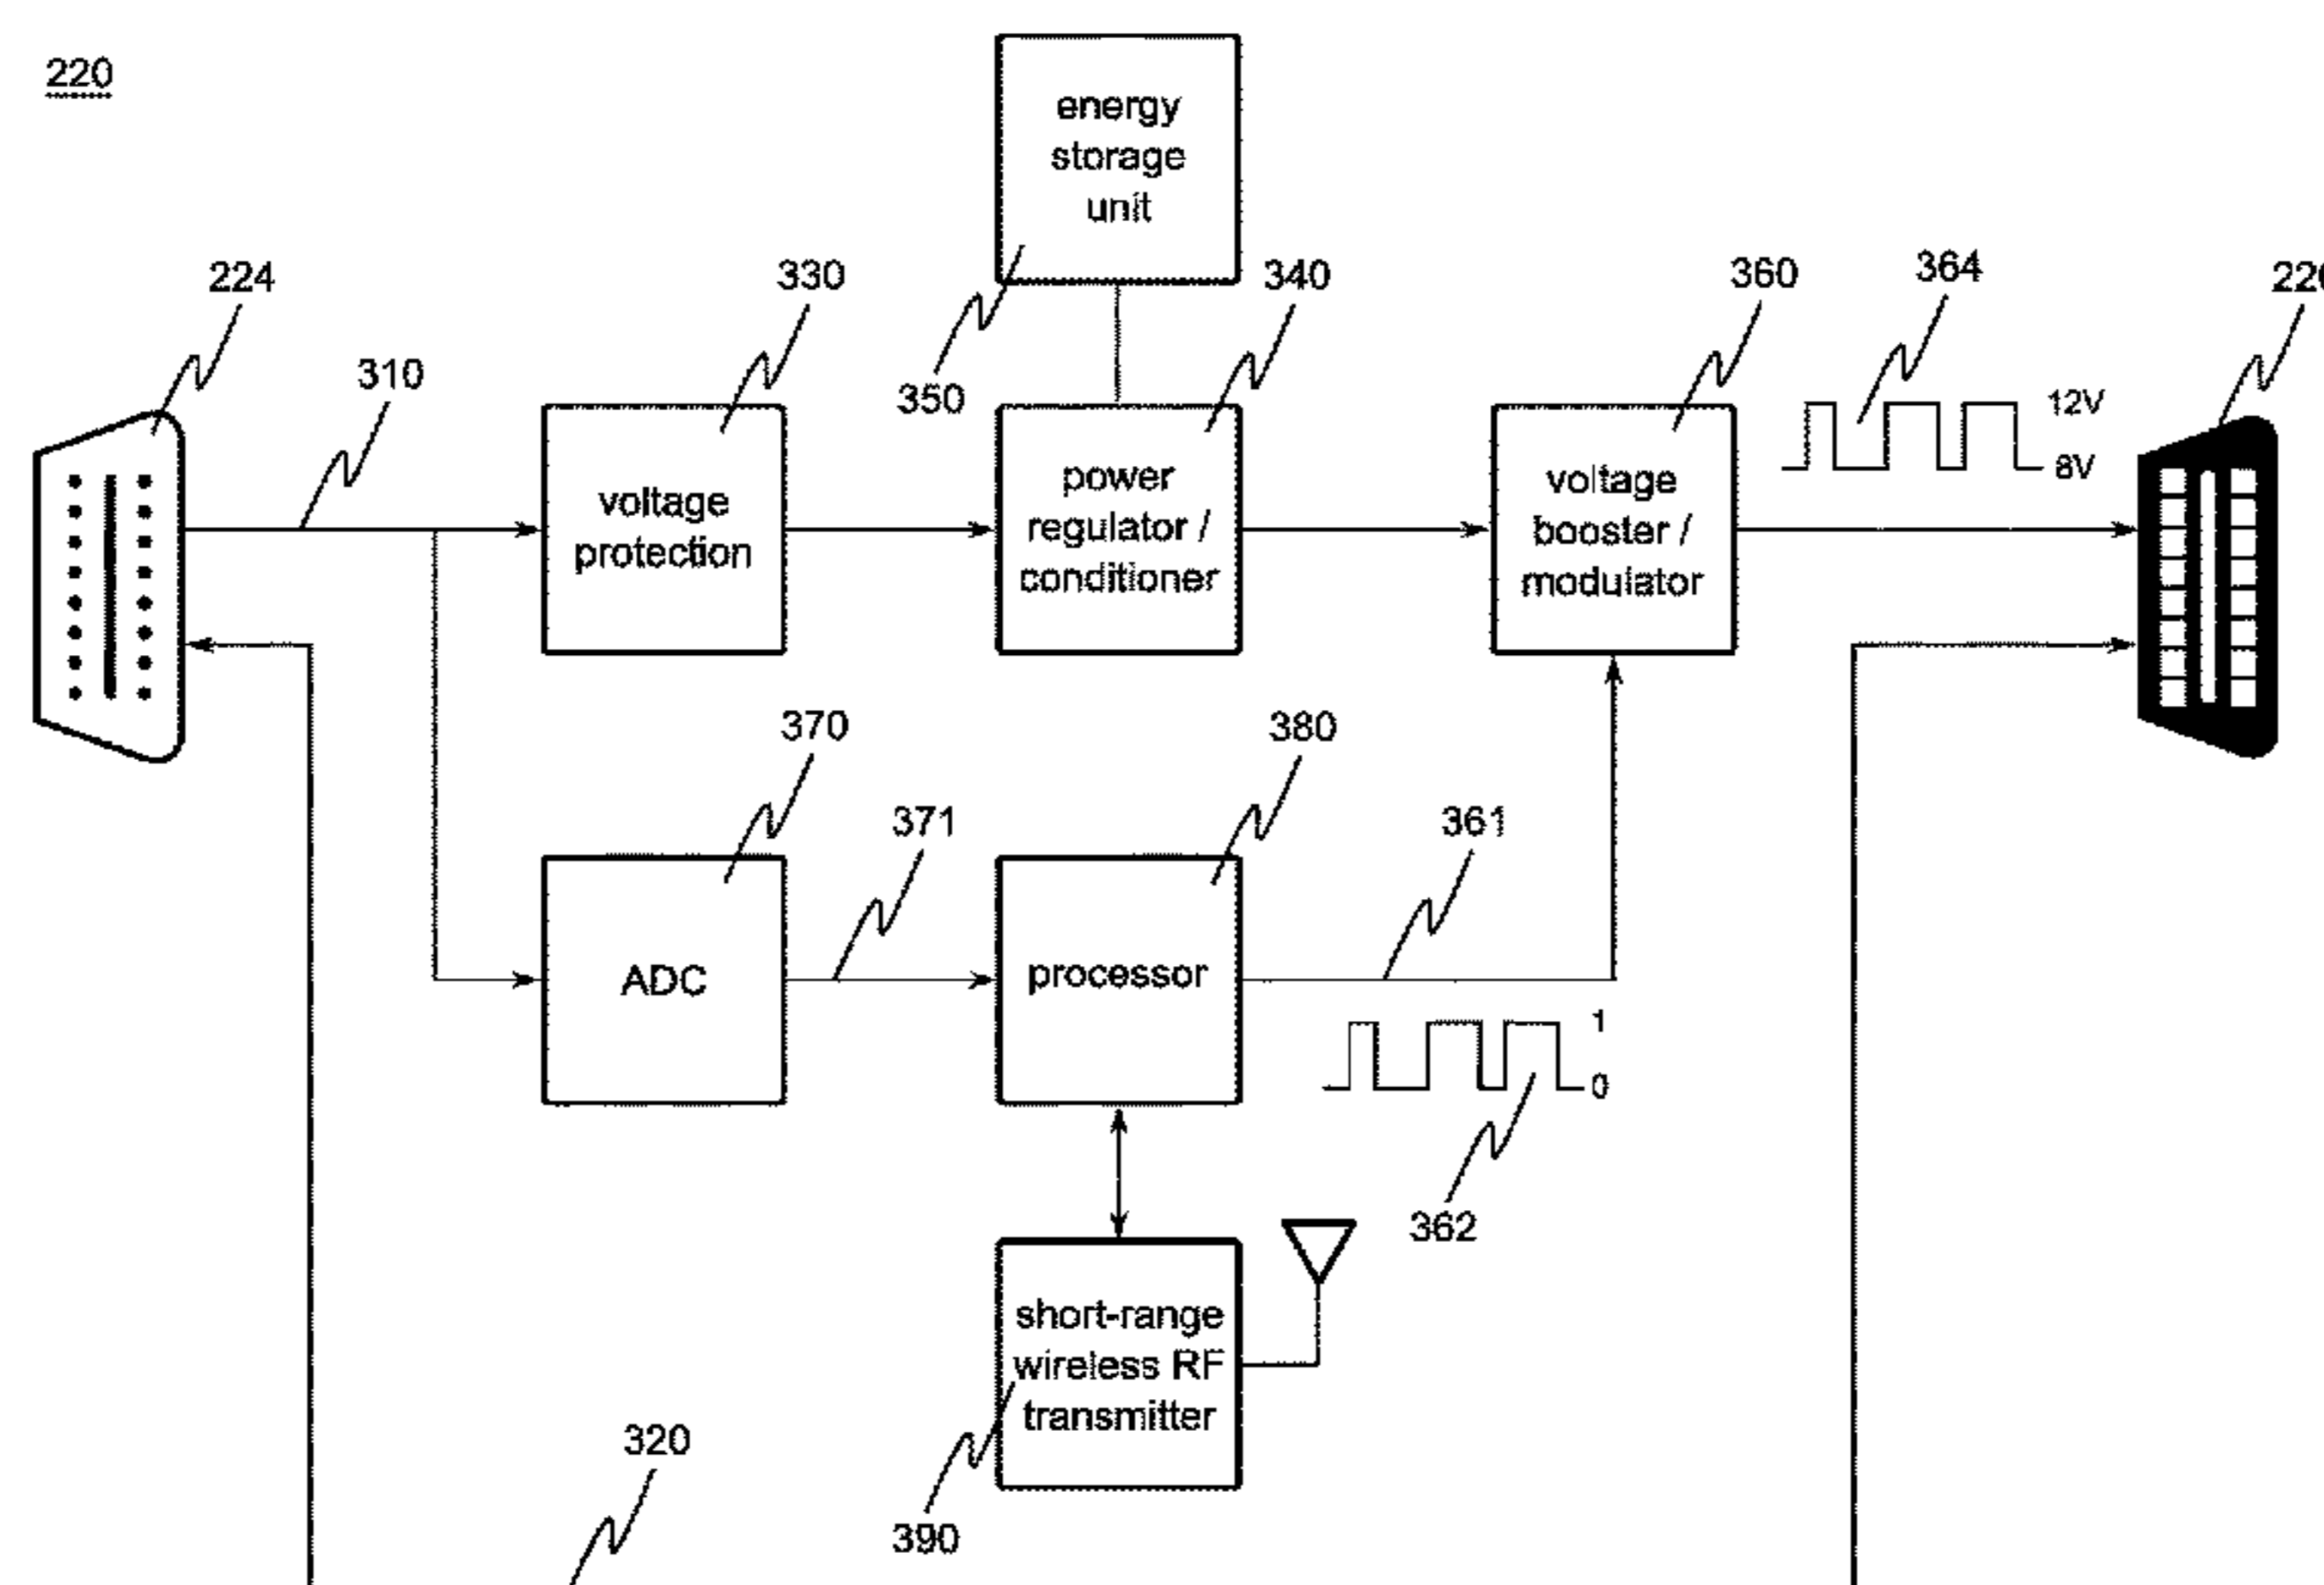 220
energy
storage
unit
224
330
340
360
364
310
350
12V
8V
voltage
protection
power
regulator /
conditioner
voltage
booster /
modulator
370
380
371
361
ADC
processor
1
0
362
short-range
wireless RF
transmitter
320
390